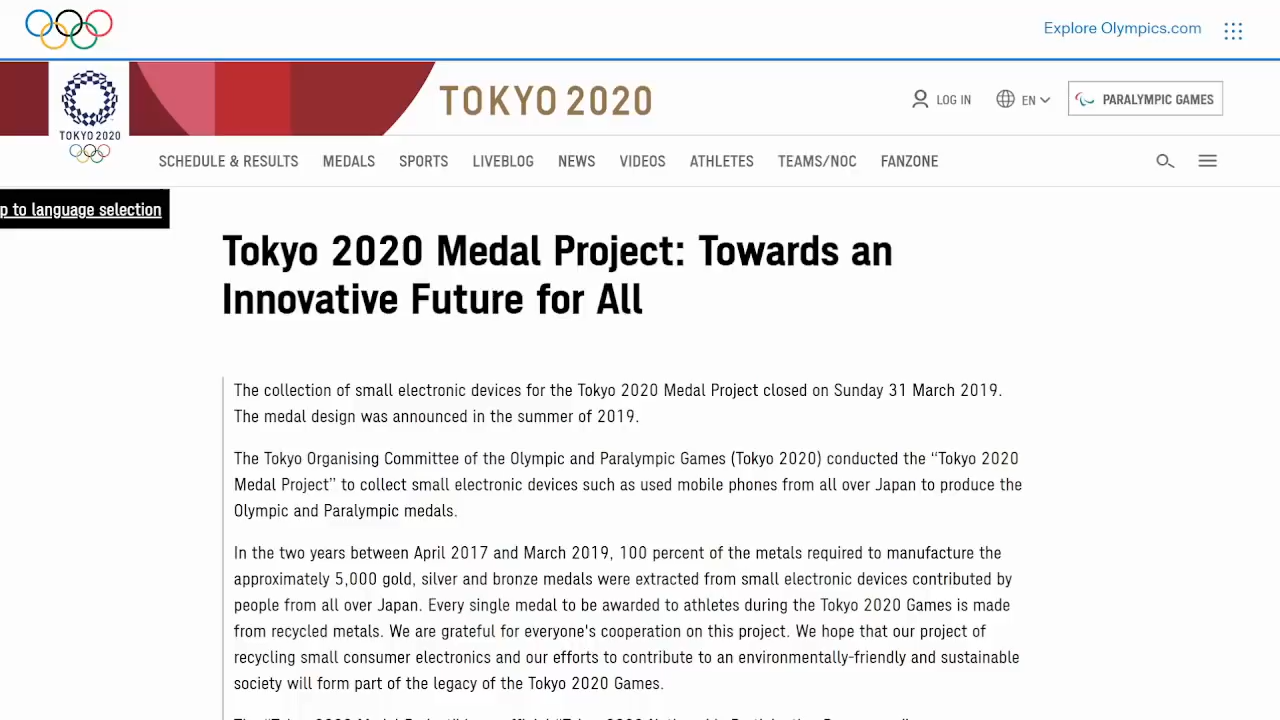 Explore Olympics.com
TOKYO 2020
TOKYO 2020
LOG IN
EN
PARALYMPIC GAMES
SCHEDULE & RESULTS
MEDALS
SPORTS
LIVEBLOG
NEWS
VIDEOS
ATHLETES
TEAMS/NOC
FANZONE
p to language selection
Tokyo 2020 Medal Project: Towards an
Innovative Future for All
The collection of small electronic devices for the Tokyo 2020 Medal Project closed on Sunday 31 March 2019.
The medal design was announced in the summer of 2019.
The Tokyo Organising Committee of the Olympic and Paralympic Games (Tokyo 2020) conducted the “Tokyo 2020
Medal Project” to collect small electronic devices such as used mobile phones from all over Japan to produce the
Olympic and Paralympic medals.
In the two years between April 2017 and March 2019, 100 percent of the metals required to manufacture the
approximately 5,000 gold, silver and bronze medals were extracted from small electronic devices contributed by
people from all over Japan. Every single medal to be awarded to athletes during the Tokyo 2020 Games is made
from recycled metals. We are grateful for everyone's cooperation on this project. We hope that our project of
recycling small consumer electronics and our efforts to contribute to an environmentally-friendly and sustainable
society will form part of the legacy of the Tokyo 2020 Games.